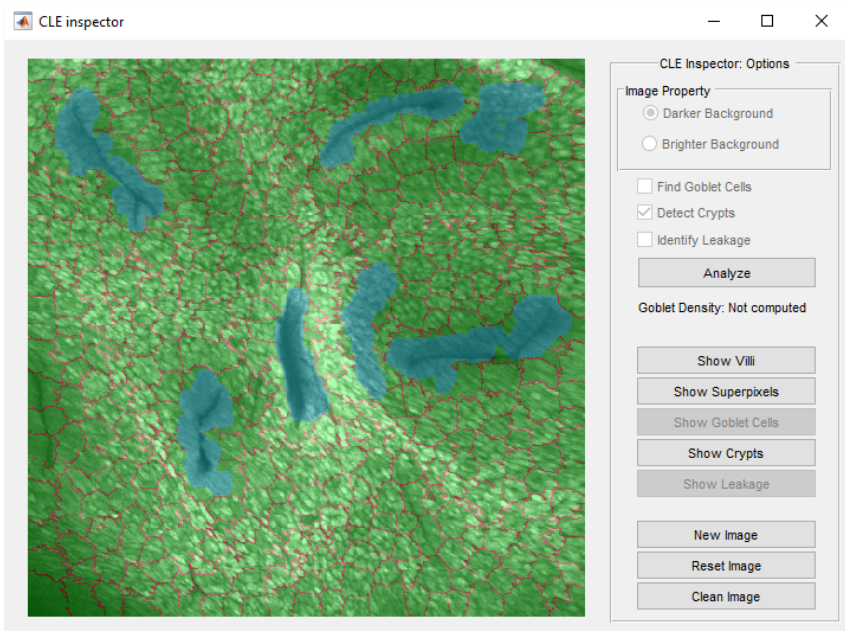 CLE inspector
CLE Inspector: Options
Image Property
Darker Background
Brighter Background
Find Goblet Cells
Detect Crypts
Identify Leakage
Analyze
Goblet Density: Not computed
Show Villi
Show Superpixels
Show Goblet Cells
Show Crypts
Show Leakage
New Image
Reset Image
Clean Image